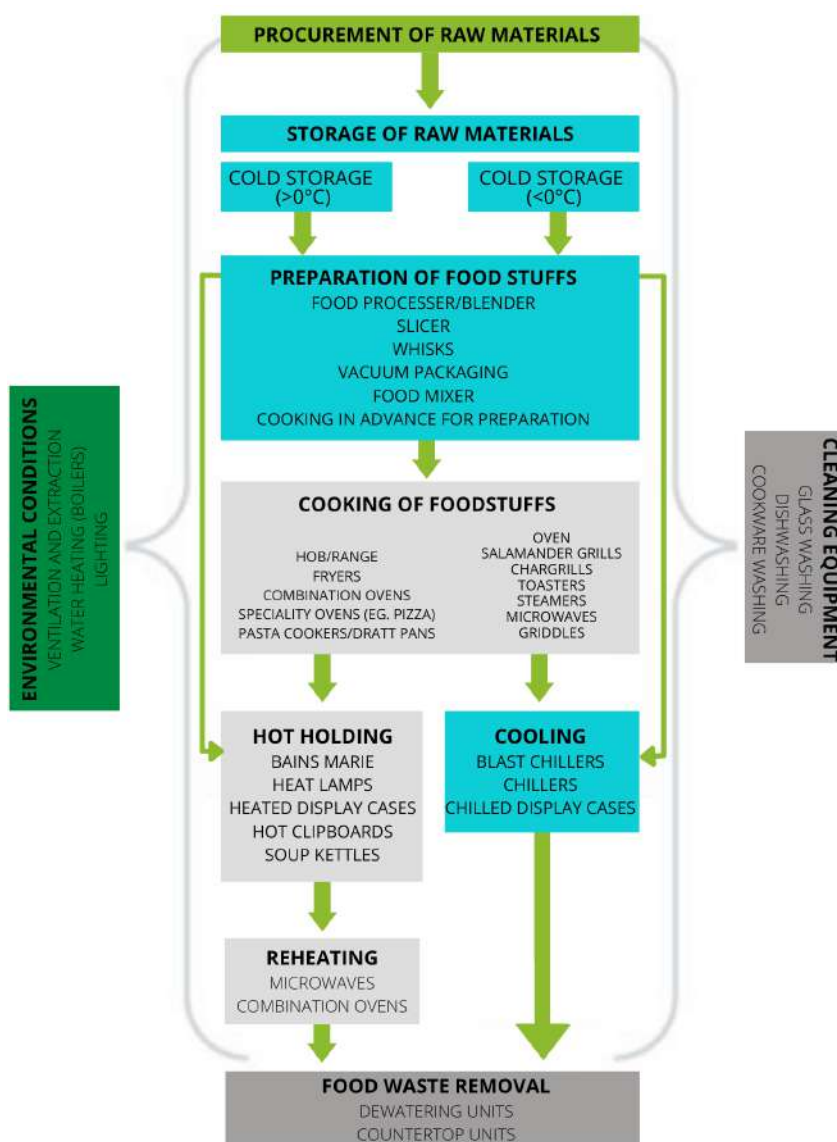 PROCUREMENT OF RAW MATERIALS
STORAGE OF RAW MATERIALS
COLD STORAGE
(>0°C)
COLD STORAGE
(<0°C)
PREPARATION OF FOOD STUFFS
FOOD PROCESSER/BLENDER
SLICER
WHISKS
VACUUM PACKAGING
FOOD MIXER
COOKING IN ADVANCE FOR PREPARATION
ENVIRONMENTAL CONDITIONS
VENTILATION AND EXTRACTION
WATER HEATING (BOILERS)
LIGHTING
CLEANING EQUIPMENT
GLASS WASHING
DISHWASHING
COOKWARE WASHING
COOKING OF FOODSTUFFS
HOB/RANGE
FRYERS
COMBINATION OVENS
SPECIALITY OVENS (EG. PIZZA)
PASTA COOKERS/DRATT PANS
OVEN
SALAMANDER GRILLS
CHARGRILLS
TOASTERS
STEAMERS
MICROWAVES
GRIDDLES
HOT HOLDING
BAINS MARIE
HEAT LAMPS
HEATED DISPLAY CASES
HOT CLIPBOARDS
SOUP KETTLES
COOLING
BLAST CHILLERS
CHILLERS
CHILLED DISPLAY CASES
REHEATING
MICROWAVES
COMBINATION OVENS
FOOD WASTE REMOVAL
DEWATERING UNITS
COUNTERTOP UNITS